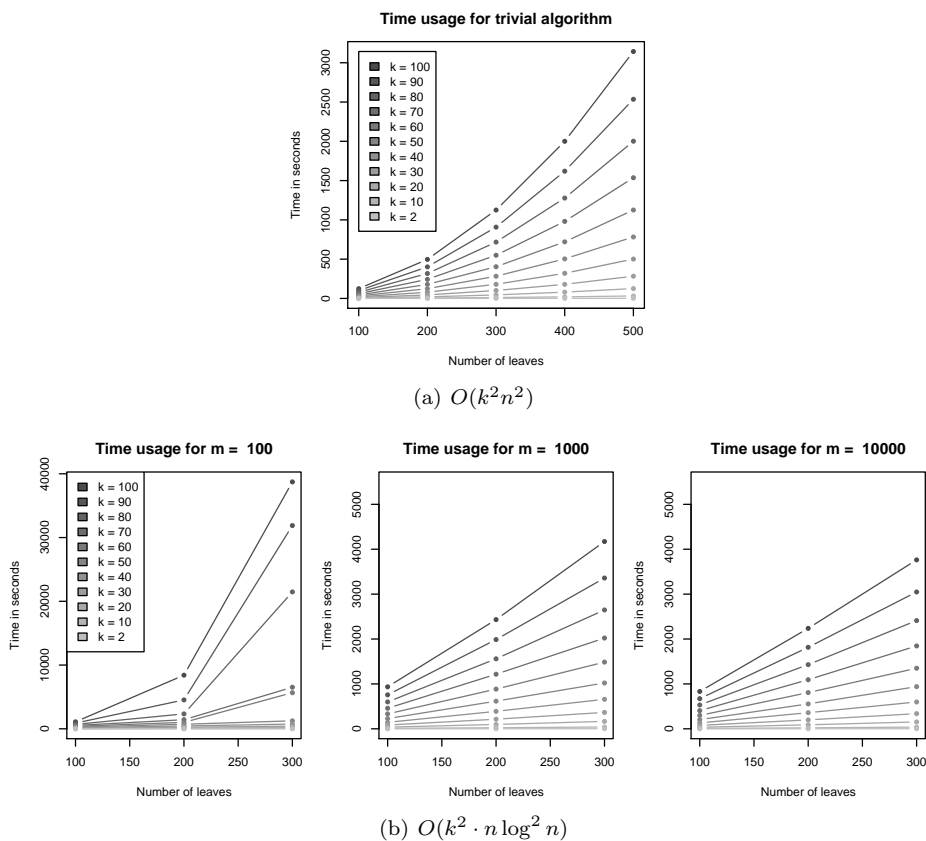 Time usage for trivial algorithm
Time in seconds
3000
2500
2000
1500
1000
500
0
k = 100
k = 90
k = 80
k = 70
k = 60
k = 50
k = 40
k = 30
k = 20
k = 10
k = 2
100 200 300 400 500
Number of leaves
(a) O(k²n²)
Time usage for m = 100
Time in seconds
40000
30000
20000
10000
0
k = 100
k = 90
k = 80
k = 70
k = 60
k = 50
k = 40
k = 30
k = 20
k = 10
k = 2
100 150 200 250 300
Number of leaves
Time usage for m = 1000
Time in seconds
5000
4000
3000
2000
1000
0
100 150 200 250 300
Number of leaves
Time usage for m = 10000
Time in seconds
5000
4000
3000
2000
1000
0
100 150 200 250 300
Number of leaves
(b) O(k² · n log² n)